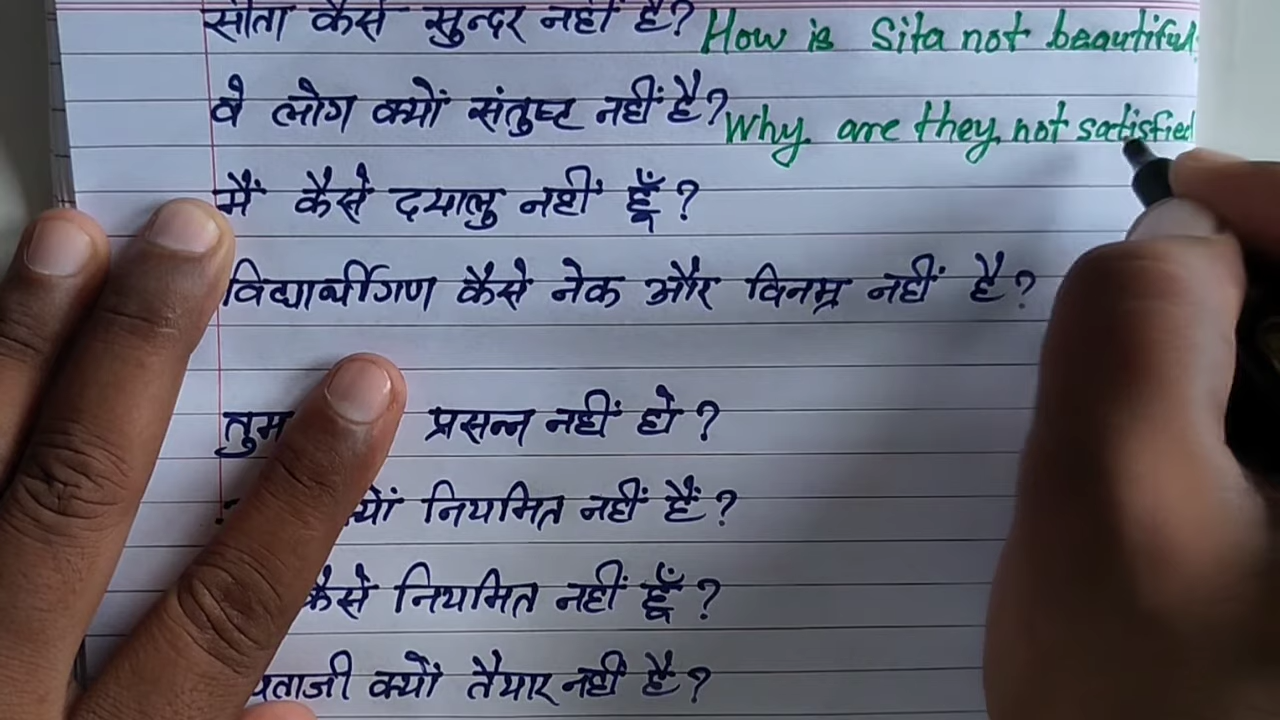 सीता कैसे सुन्दर नहीं है? How is Sita not beautiful
वे लोग क्यों संतुष्ट नहीं है? Why are they not satisfied
मैं कैसे दयालु नहीं हूँ?
विद्यार्थीगण कैसे नेक और विनम्र नहीं है?
तुम प्रसन्न नहीं हो?
नियमित नहीं हैं?
कैसे नियमित नहीं हूँ?
क्यों तैयार नहीं है?